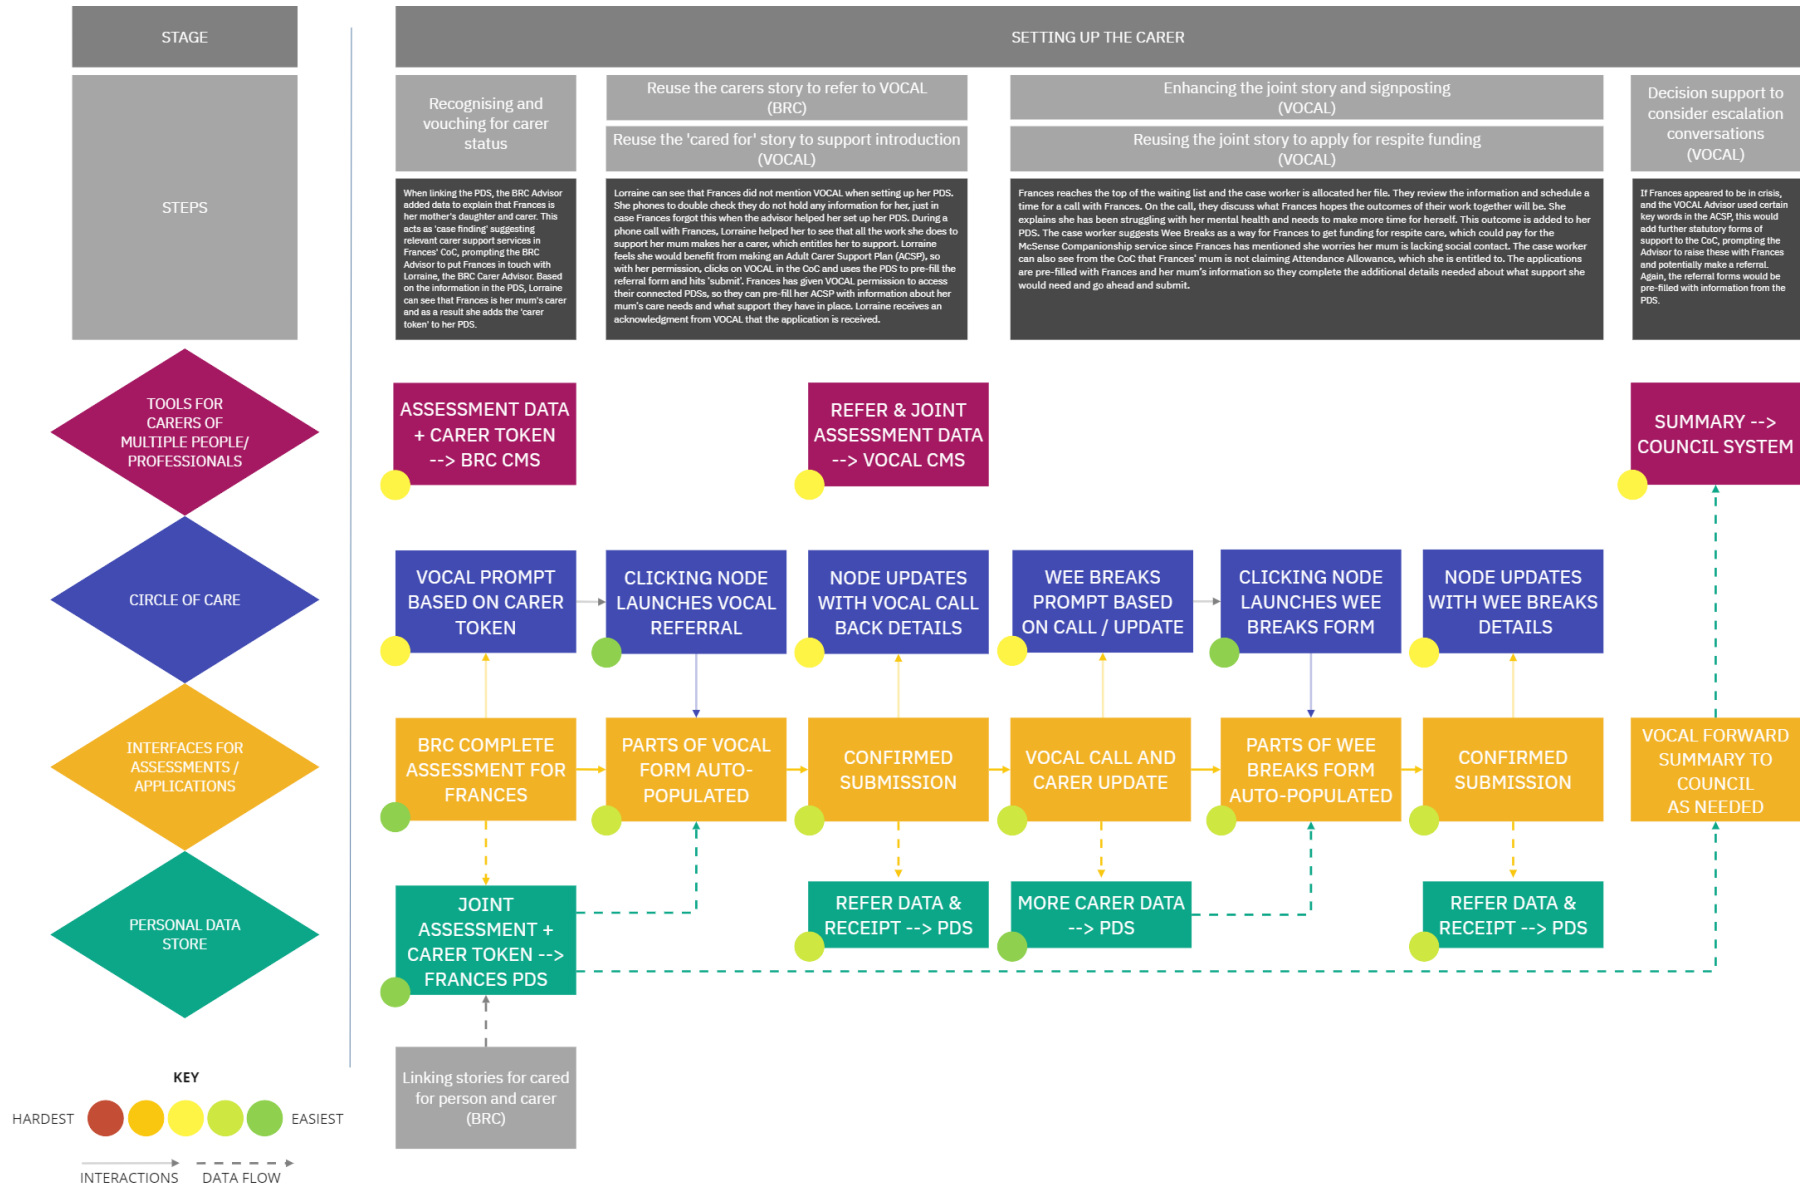 STAGE
SETTING UP THE CARER
STEPS
Recognising and
vouching for carer
status
Reuse the carers story to refer to VOCAL
(BRC)
Reuse the 'cared for' story to support introduction
(VOCAL)
Enhancing the joint story and signposting
(VOCAL)
Reusing the joint story to apply for respite funding
(VOCAL)
Decision support to
consider escalation
conversations
(VOCAL)
When linking the PDS, the BRC Advisor
added data to explain that Frances is
her mother's daughter and carer. This
acts as 'case finding' suggesting
relevant carer support services in
Frances' CoC, prompting the BRC
Advisor to put Frances in touch with
Lorraine, the BRC Carer Advisor. Based
on the information in the PDS, Lorraine
can see that Frances is her mum's carer
and as a result she adds the 'carer
token' to her PDS.
Lorraine can see that Frances did not mention VOCAL when setting up her PDS.
She phones to double check they do not hold any information for her, just in
case Frances forgot this when the advisor helped her set up her PDS. During a
phone call with Frances, Lorraine helped her to see that all the work she does to
support her mum makes her a carer, which entitles her to support. Lorraine
feels she would benefit from making an Adult Carer Support Plan (ACSP), so
with her permission, clicks on VOCAL in the CoC and uses the PDS to pre-fill the
referral form and hits 'submit'. Frances has given VOCAL permission to access
their connected PDSs, so they can pre-fill her ACSP with information about her
mum's care needs and what support they have in place. Lorraine receives an
acknowledgment from VOCAL that the application is received.
Frances reaches the top of the waiting list and the case worker is allocated her file. They review the information and schedule a
time for a call with Frances. On the call, they discuss what Frances hopes the outcomes of their work together will be. She
explains she has been struggling with her mental health and needs to make more time for herself. This outcome is added to her
PDS. The case worker suggests Wee Breaks as a way for Frances to get funding for respite care, which could pay for the
McSense Companionship service since Frances has mentioned she worries her mum is lacking social contact. The case worker
can also see from the CoC that Frances' mum is not claiming Attendance Allowance, which she is entitled to. The applications
are pre-filled with Frances and her mum's information so they complete the additional details needed about what support she
would need and go ahead and submit.
If Frances appeared to be in crisis,
and the VOCAL Advisor used certain
key words in the ACSP, this would
add further statutory forms of
support to the CoC, prompting the
Advisor to raise these with Frances
and potentially make a referral.
Again, the referral forms would be
pre-filled with information from the
PDS.
TOOLS FOR
CARERS OF
MULTIPLE PEOPLE/
PROFESSIONALS
ASSESSMENT DATA
+ CARER TOKEN
--> BRC CMS
REFER & JOINT
ASSESSMENT DATA
--> VOCAL CMS
SUMMARY -->
COUNCIL SYSTEM
CIRCLE OF CARE
VOCAL PROMPT
BASED ON CARER
TOKEN
CLICKING NODE
LAUNCHES VOCAL
REFERRAL
NODE UPDATES
WITH VOCAL CALL
BACK DETAILS
WEE BREAKS
PROMPT BASED
ON CALL / UPDATE
CLICKING NODE
LAUNCHES WEE
BREAKS FORM
NODE UPDATES
WITH WEE BREAKS
DETAILS
INTERFACES FOR
ASSESSMENTS /
APPLICATIONS
BRC COMPLETE
ASSESSMENT FOR
FRANCES
PARTS OF VOCAL
FORM AUTO-
POPULATED
CONFIRMED
SUBMISSION
VOCAL CALL AND
CARER UPDATE
PARTS OF WEE
BREAKS FORM
AUTO-POPULATED
CONFIRMED
SUBMISSION
VOCAL FORWARD
SUMMARY TO
COUNCIL
AS NEEDED
PERSONAL DATA
STORE
JOINT
ASSESSMENT +
CARER TOKEN -->
FRANCES PDS
REFER DATA &
RECEIPT --> PDS
MORE CARER DATA
--> PDS
REFER DATA &
RECEIPT --> PDS
Linking stories for cared
for person and carer
(BRC)
KEY
HARDEST
EASIEST
INTERACTIONS
DATA FLOW